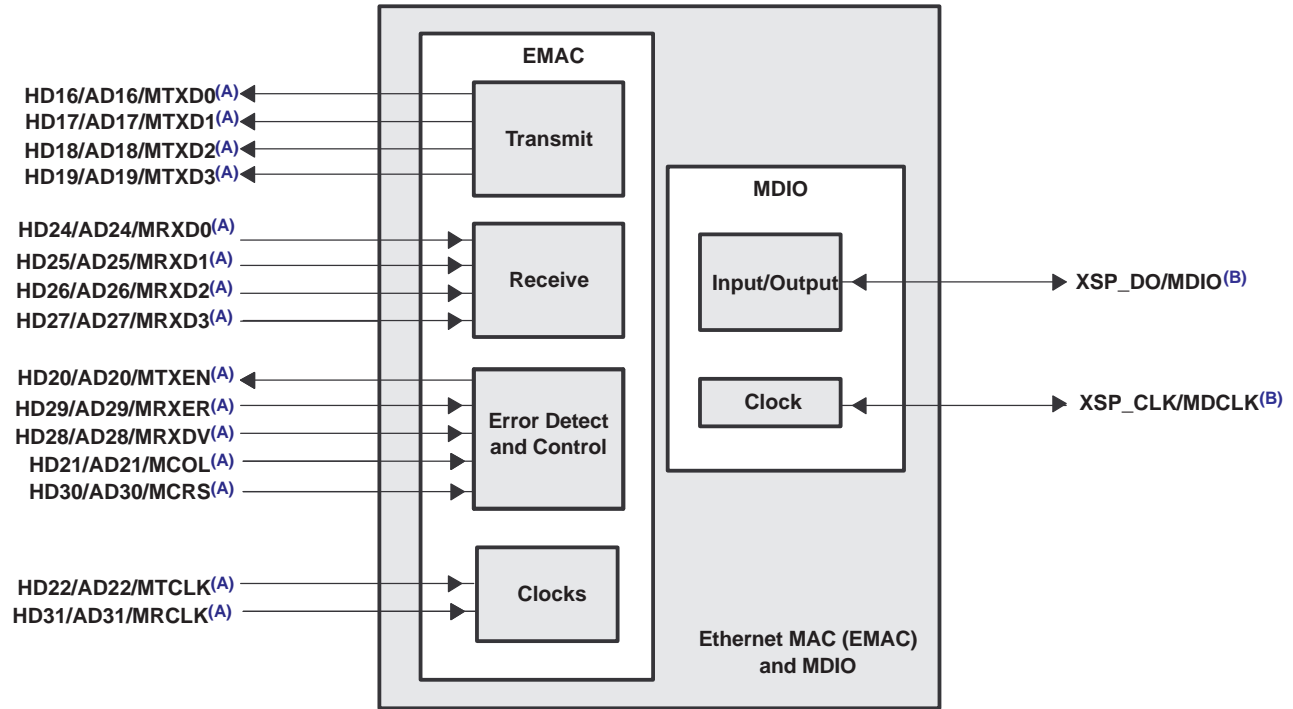 EMAC
HD16/AD16/MTXD0(A)
HD17/AD17/MTXD1(A)
HD18/AD18/MTXD2(A)
HD19/AD19/MTXD3(A)
Transmit
HD24/AD24/MRXD0(A)
HD25/AD25/MRXD1(A)
HD26/AD26/MRXD2(A)
HD27/AD27/MRXD3(A)
Receive
HD20/AD20/MTXEN(A)
HD29/AD29/MRXER(A)
HD28/AD28/MRXDV(A)
HD21/AD21/MCOL(A)
HD30/AD30/MCRS(A)
Error Detect
and Control
HD22/AD22/MTCLK(A)
HD31/AD31/MRCLK(A)
Clocks
MDIO
Input/Output
XSP_DO/MDIO(B)
Clock
XSP_CLK/MDCLK(B)
Ethernet MAC (EMAC)
and MDIO